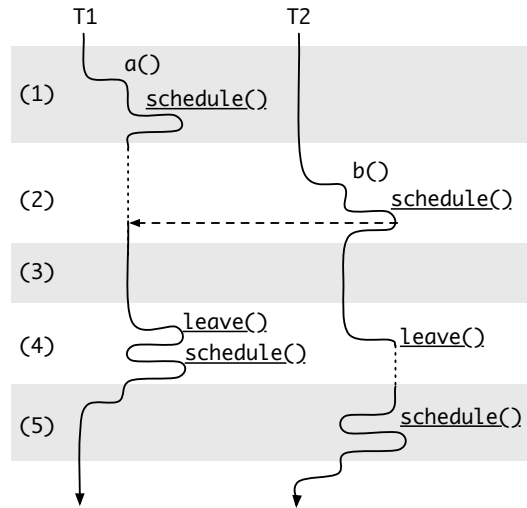 T1 T2
a()
(1) schedule()
b()
(2) schedule()
(3)
leave()
(4) leave()
schedule()
schedule()
(5)